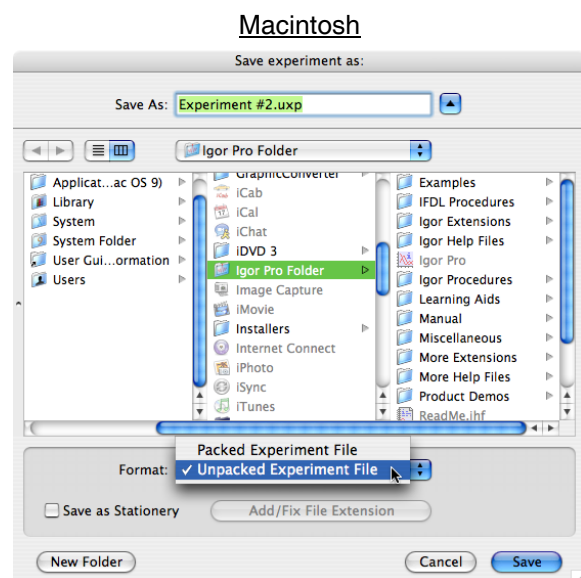 Macintosh
Save experiment as:
Save As: Experiment #2.uxp
Igor Pro Folder
Applicat...ac OS 9)
Library
System
System Folder
User Gui...ormation
Users
GraphicConverter
iCab
iCal
iChat
iDVD 3
Igor Pro Folder
Image Capture
iMovie
Installers
Internet Connect
iPhoto
iSync
iTunes
Examples
IFDL Procedures
Igor Extensions
Igor Help Files
Igor Pro
Igor Procedures
Learning Aids
Manual
Miscellaneous
More Extensions
More Help Files
Product Demos
ReadMe.ihf
Packed Experiment File
Format: ✓ Unpacked Experiment File
Save as Stationery Add/Fix File Extension
New Folder Cancel Save